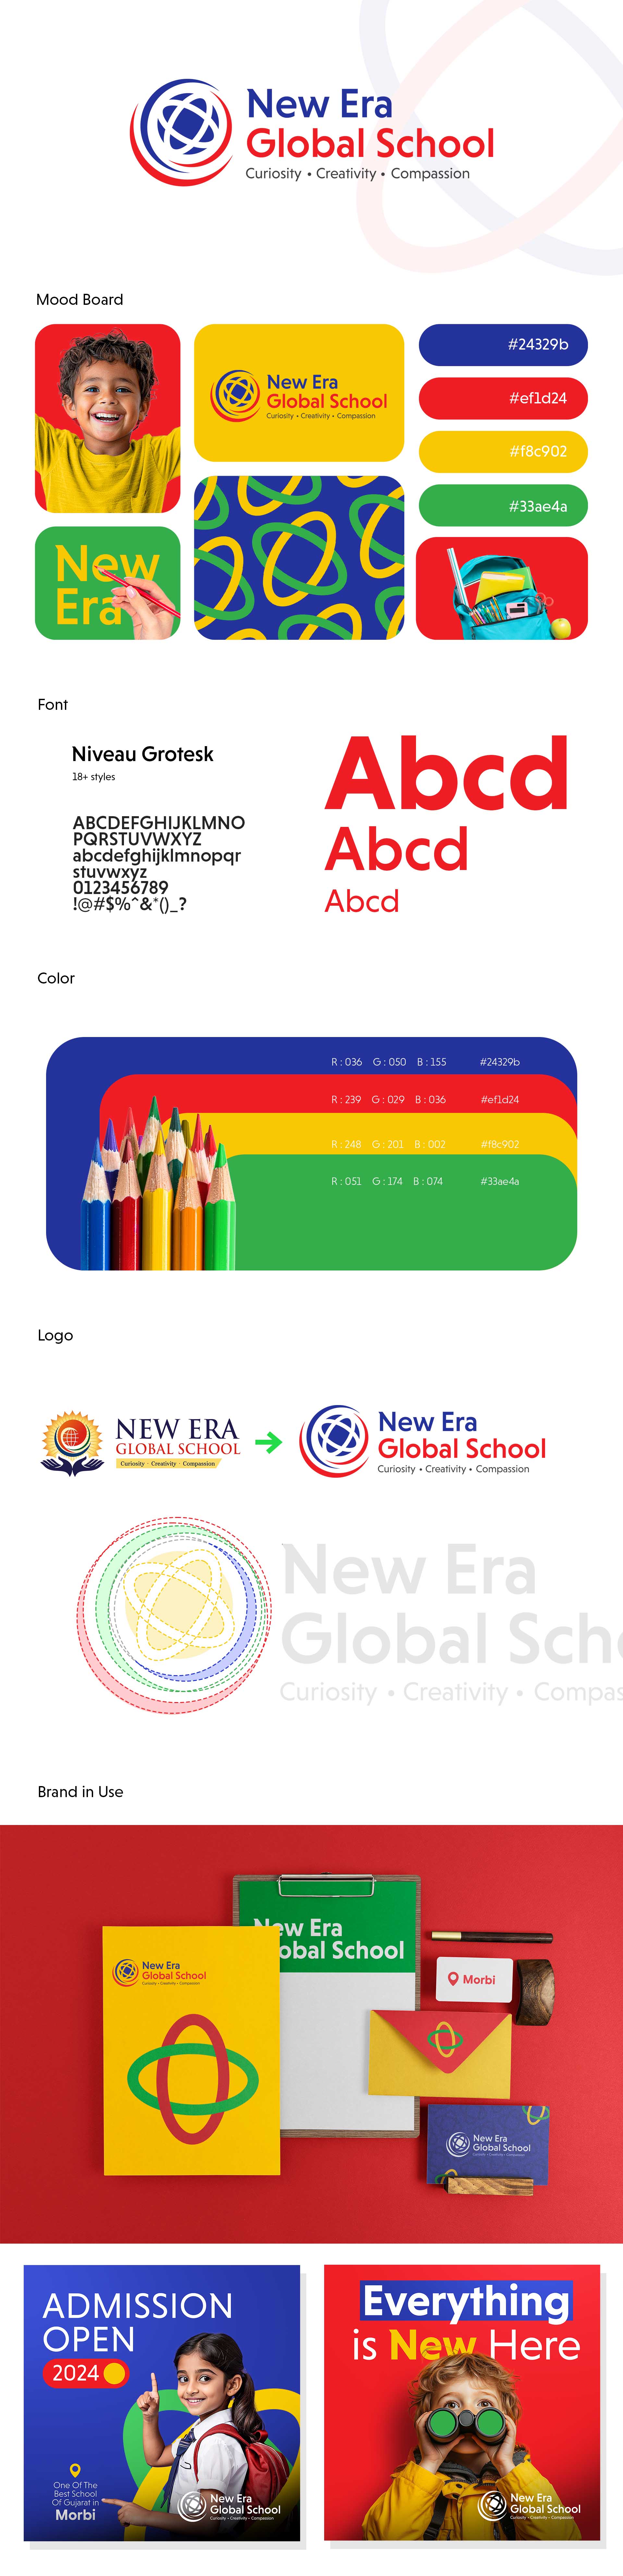 New Era
Global School
Curiosity • Creativity • Compassion
Mood Board
New Era
Global School
Curiosity • Creativity • Compassion
#24329b
#ef1d24
#f8c902
#33ae4a
New
Era
Font
Niveau Grotesk
18+ styles
ABCDEFGHIJKLMNO
PQRSTUVWXYZ
abcdefghijklmnopqr
stuvwxyz
0123456789
!@#$%^&*()_?
Abcd
Abcd
Abcd
Color
R : 036 G : 050 B : 155 #24329b
R : 239 G : 029 B : 036 #ef1d24
R : 248 G : 201 B : 002 #f8c902
R : 051 G : 174 B : 074 #33ae4a
Logo
NEW ERA
GLOBAL SCHOOL
Curiosity · Creativity · Compassion
New Era
Global School
Curiosity • Creativity • Compassion
New Era
Global Scho
Curiosity • Creativity • Compas
Brand in Use
New Era
obal School
New Era
Global School
Curiosity • Creativity • Compassion
Morbi
New Era
Global School
Curiosity • Creativity • Compassion
ADMISSION
OPEN
2024
One Of The
Best School
Of Gujarat in
Morbi
New Era
Global School
Curiosity • Creativity • Compassion
Everything
is New Here
New Era
Global School
Curiosity • Creativity • Compassion